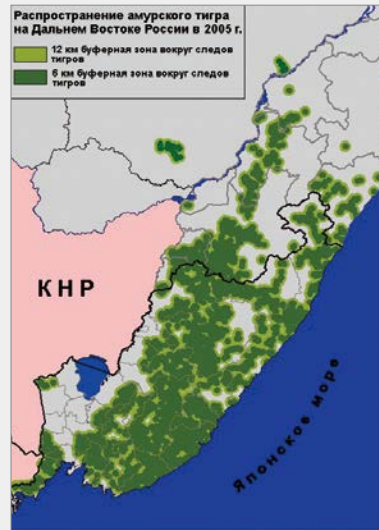 Распространение амурского тигра
на Дальнем Востоке России в 2005 г.
12 км буферная зона вокруг следов
тигров
6 км буферная зона вокруг следов
тигров
КНР
Японское море